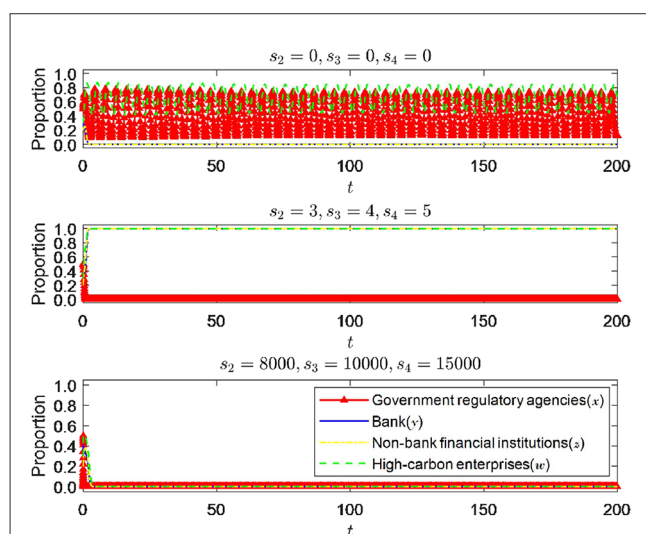 s₂ = 0, s₃ = 0, s₄ = 0
1.0
0.8
0.6
0.4
0.2
0.0
Proportion
0 50 100 150 200
t
s₂ = 3, s₃ = 4, s₄ = 5
1.0
0.8
0.6
0.4
0.2
0.0
Proportion
0 50 100 150 200
t
s₂ = 8000, s₃ = 10000, s₄ = 15000
1.0
0.8
0.6
0.4
0.2
0.0
Proportion
Government regulatory agencies(x)
Bank(y)
Non-bank financial institutions(z)
High-carbon enterprises(w)
0 50 100 150 200
t